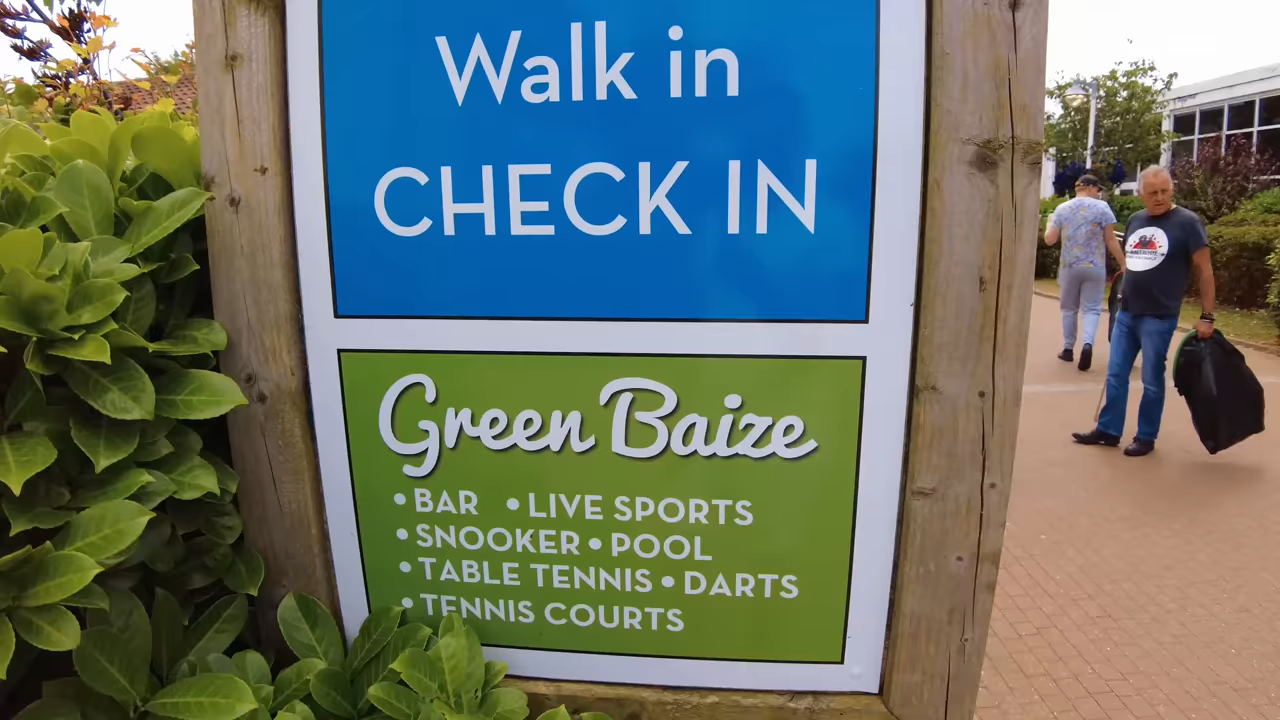 Walk in
CHECK IN
Green Baize
• BAR • LIVE SPORTS
• SNOOKER • POOL
• TABLE TENNIS • DARTS
• TENNIS COURTS